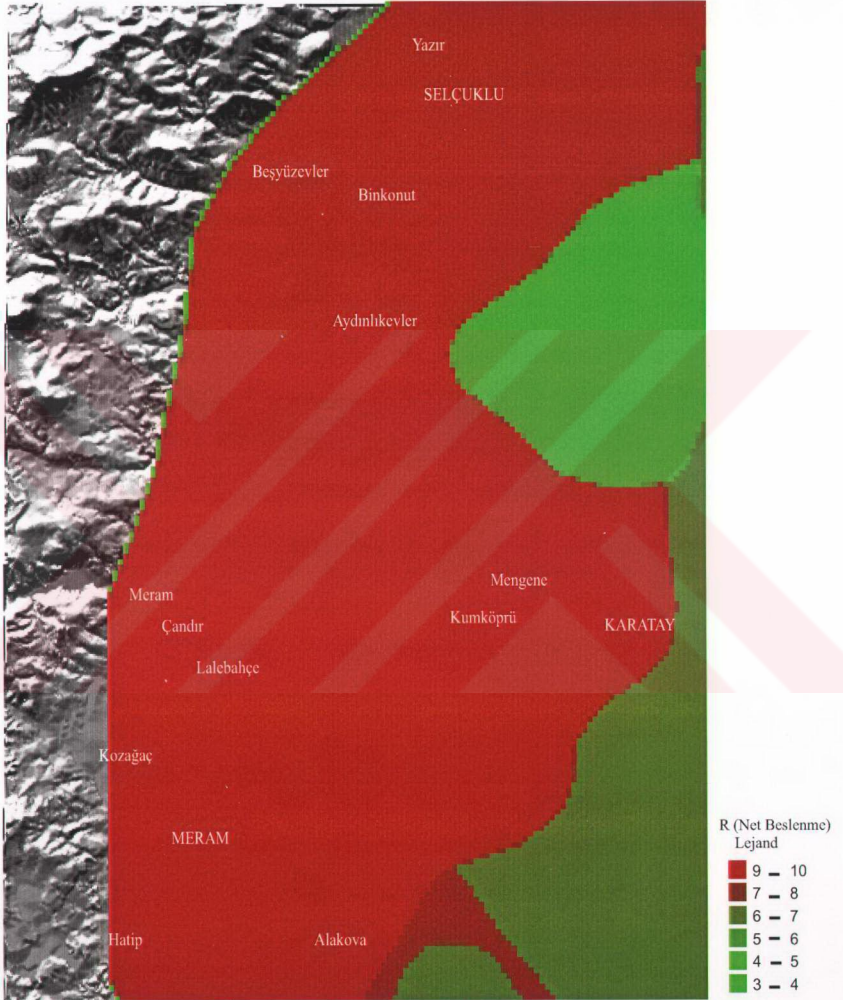 Yazır
SELÇUKLU
Beşyüzevler
Binkonut
Aydınlıkevler
Meram
Mengene
Çandır
Kumköprü
KARATAY
Lalebahçe
Kozağaç
MERAM
Hatip
Alakova
R (Net Beslenme)
Lejand
9 – 10
7 – 8
6 – 7
5 – 6
4 – 5
3 – 4